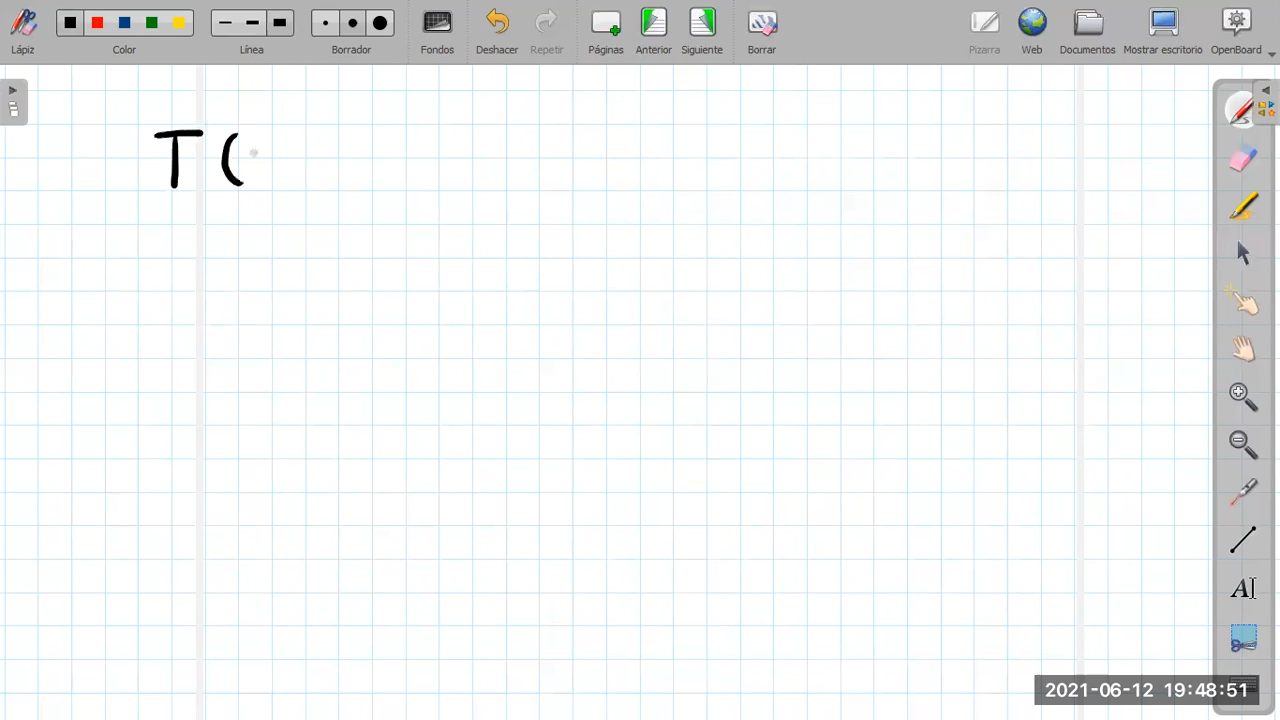 Lápiz Color Línea Borrador Fondos Deshacer Repetir Páginas Anterior Siguiente Borrar Pizarra Web Documentos Mostrar escritorio OpenBoard
T (
A
2021-06-12 19:48:51